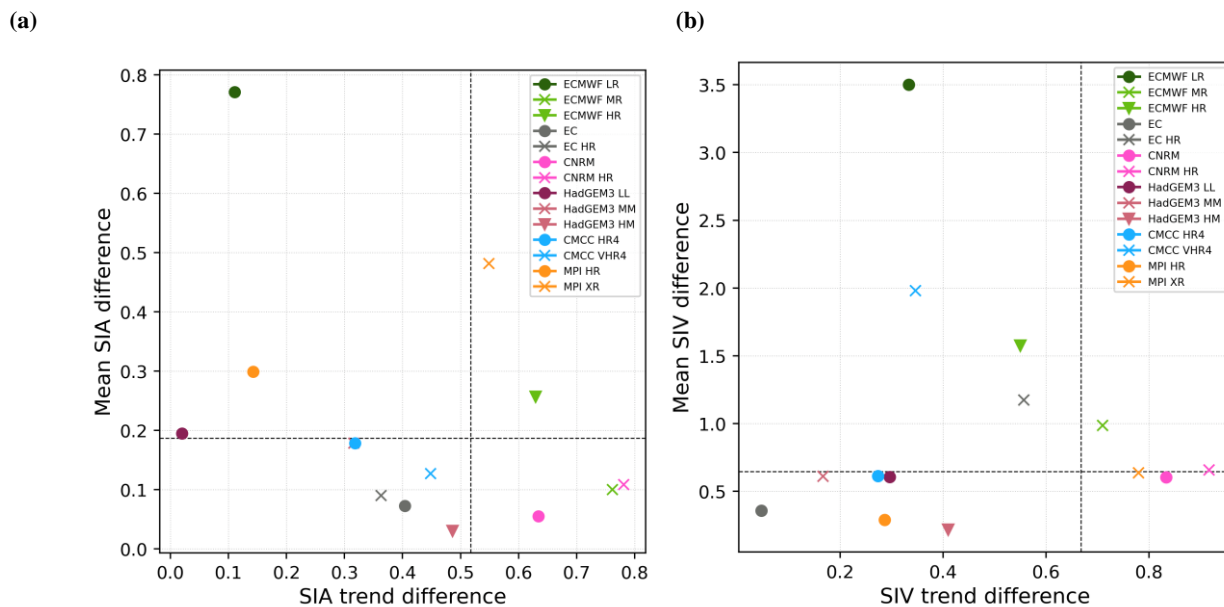 (a)
(b)
0.8
0.7
0.6
0.5
0.4
0.3
0.2
0.1
0.0
Mean SIA difference
0.0 0.1 0.2 0.3 0.4 0.5 0.6 0.7 0.8
SIA trend difference
ECMWF LR
ECMWF MR
ECMWF HR
EC
EC HR
CNRM
CNRM HR
HadGEM3 LL
HadGEM3 MM
HadGEM3 HM
CMCC HR4
CMCC VHR4
MPI HR
MPI XR
3.5
3.0
2.5
2.0
1.5
1.0
0.5
Mean SIV difference
0.2 0.4 0.6 0.8
SIV trend difference
ECMWF LR
ECMWF MR
ECMWF HR
EC
EC HR
CNRM
CNRM HR
HadGEM3 LL
HadGEM3 MM
HadGEM3 HM
CMCC HR4
CMCC VHR4
MPI HR
MPI XR